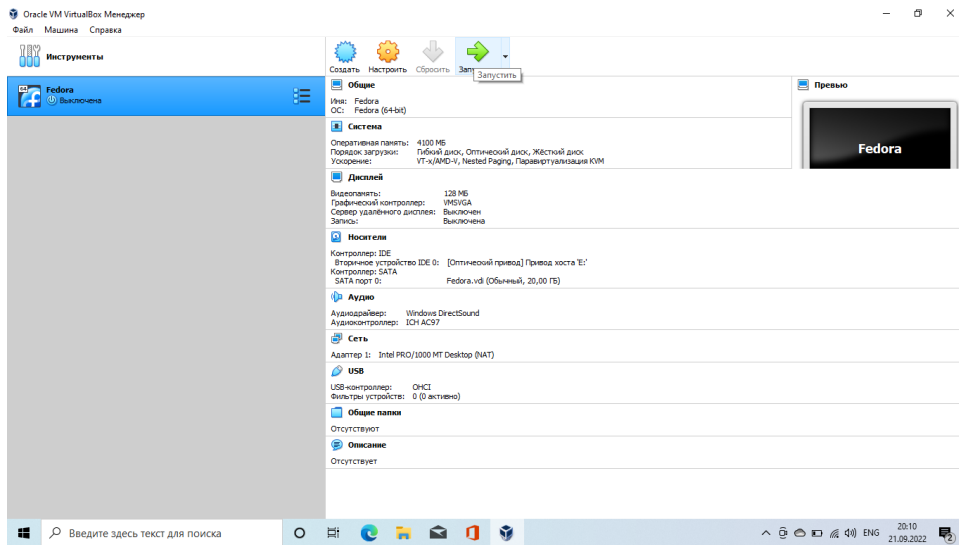 Oracle VM VirtualBox Менеджер
Файл Машина Справка
Инструменты
Создать Настроить Сбросить
Запустить
64
Fedora
Выключена
Общие
Имя: Fedora
ОС: Fedora (64-bit)
Система
Оперативная память: 4100 МБ
Порядок загрузки: Гибкий диск, Оптический диск, Жёсткий диск
Ускорение: VT-x/AMD-V, Nested Paging, Паравиртуализация KVM
Дисплей
Видеопамять: 128 МБ
Графический контроллер: VMSVGA
Сервер удалённого дисплея: Выключен
Запись: Выключена
Носители
Контроллер: IDE
Вторичное устройство IDE 0: [Оптический привод] Привод хоста 'E:'
Контроллер: SATA
SATA порт 0: Fedora.vdi (Обычный, 20,00 ГБ)
Аудио
Аудиодрайвер: Windows DirectSound
Аудиоконтроллер: ICH AC97
Сеть
Адаптер 1: Intel PRO/1000 MT Desktop (NAT)
USB
USB-контроллер: OHCI
Фильтры устройств: 0 (0 активно)
Общие папки
Отсутствуют
Описание
Отсутствует
Превью
Fedora
Введите здесь текст для поиска
ENG
20:10
21.09.2022
2